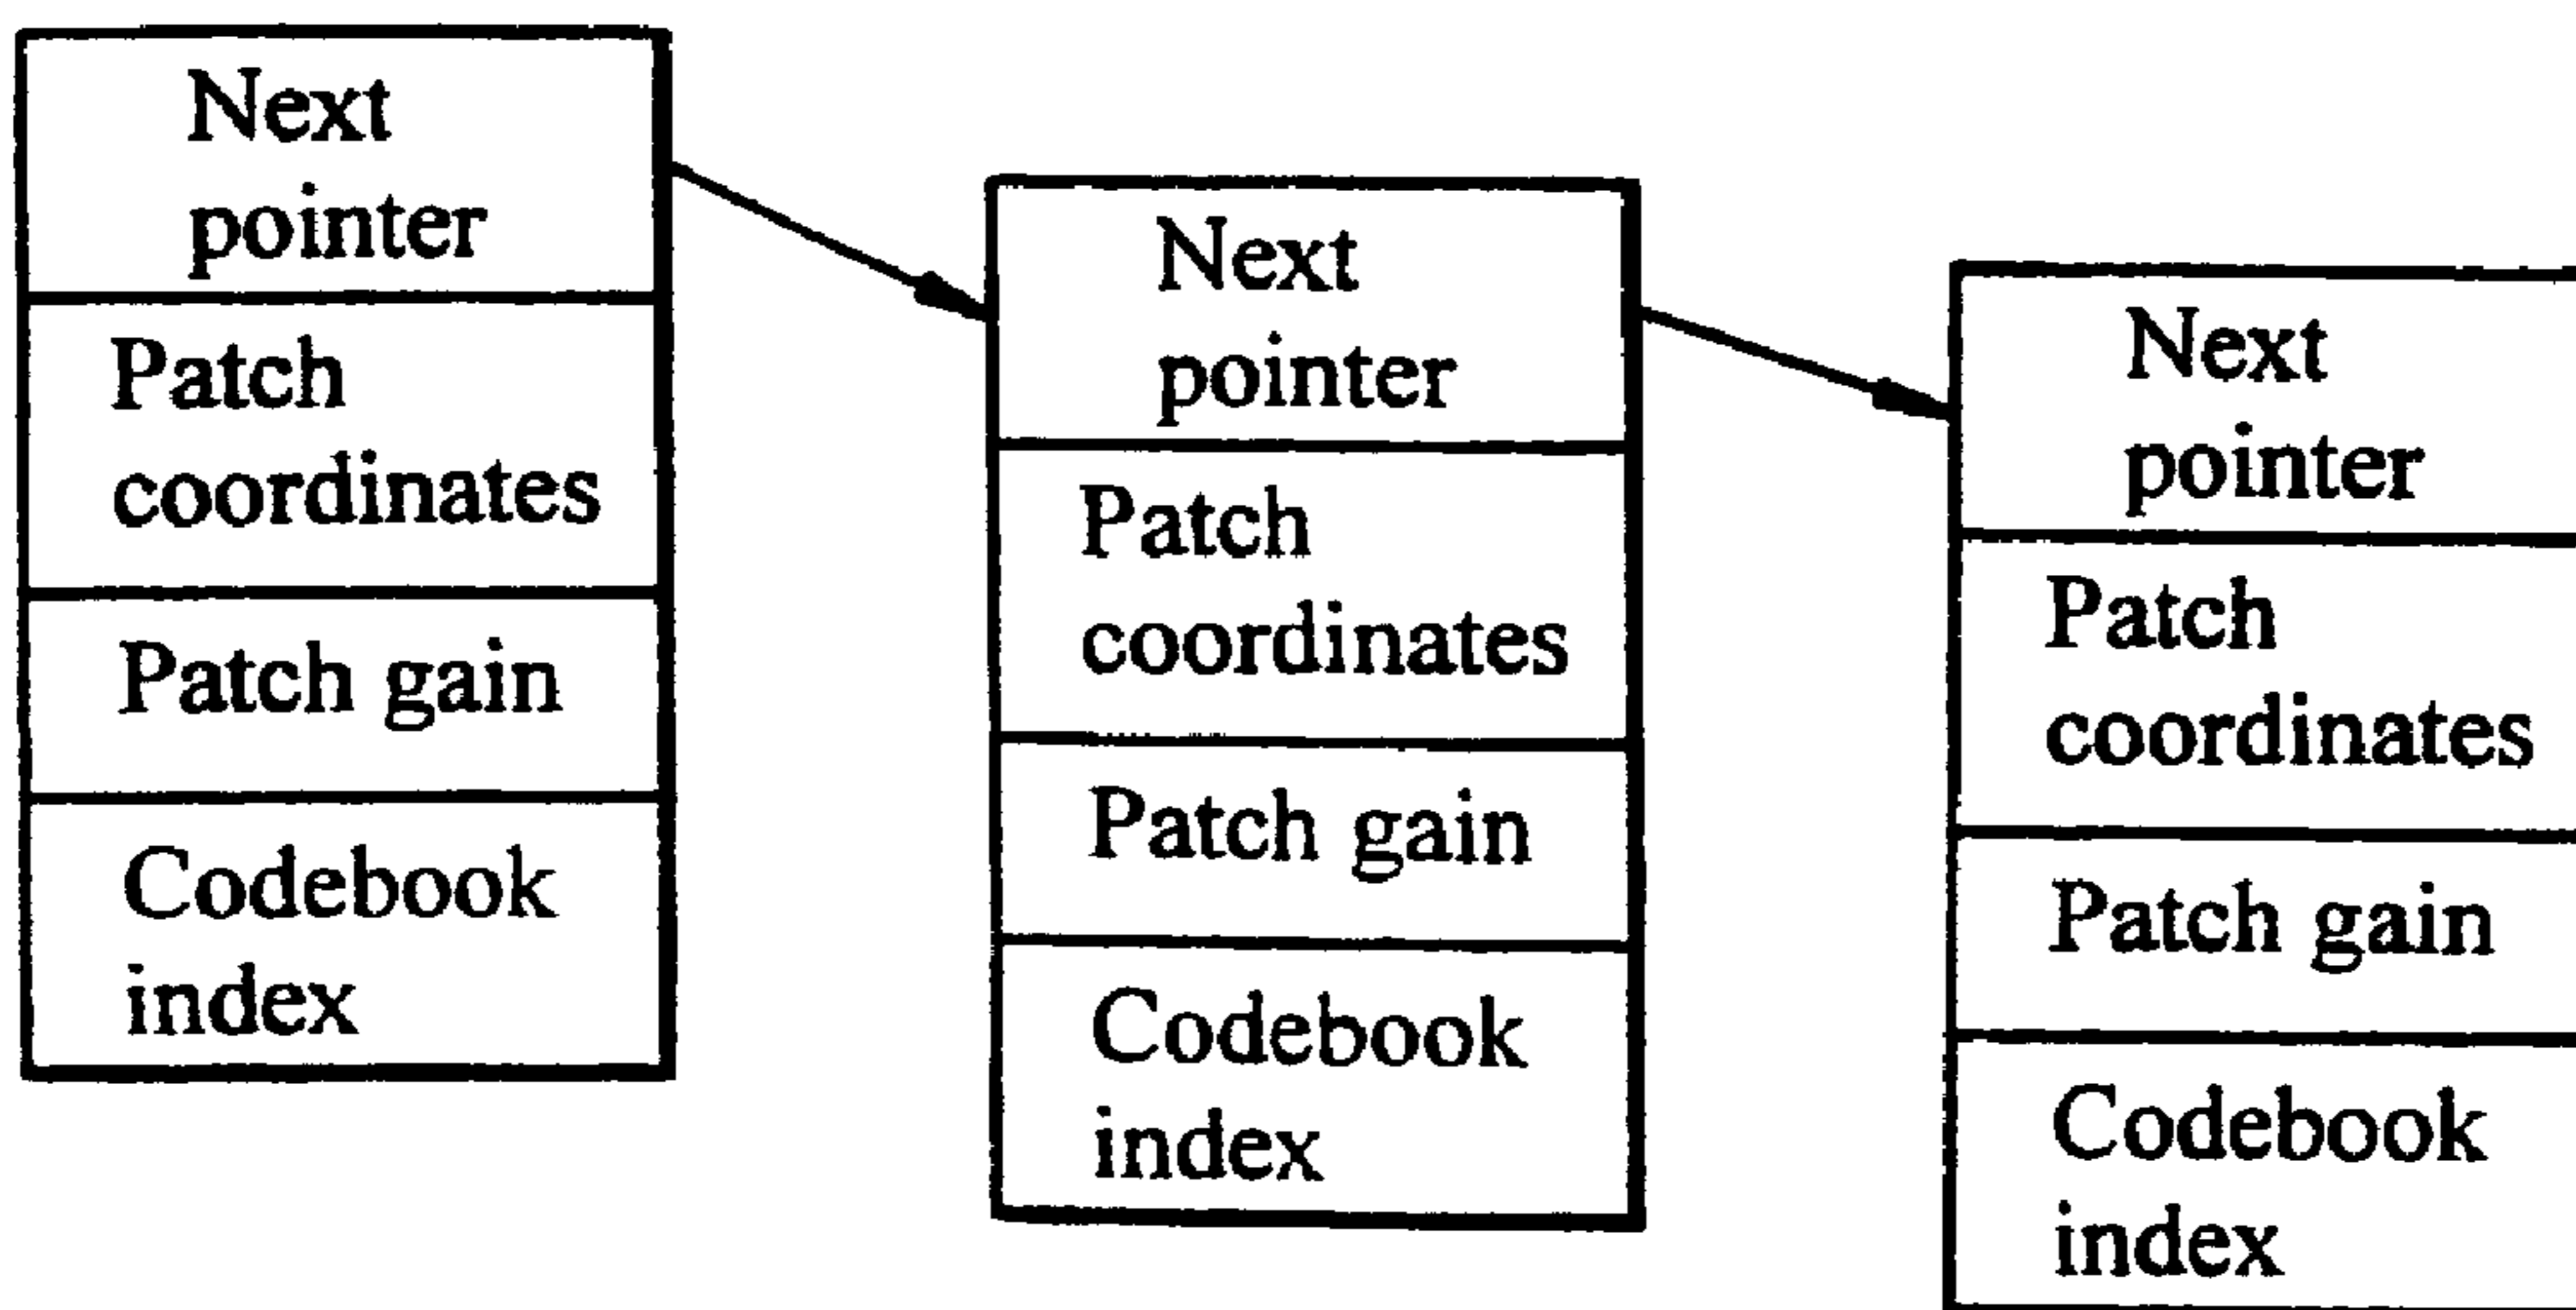 Next
pointer
Patch
coordinates
Patch gain
Codebook
index
Next
pointer
Patch
coordinates
Patch gain
Codebook
index
Next
pointer
Patch
coordinates
Patch gain
Codebook
index